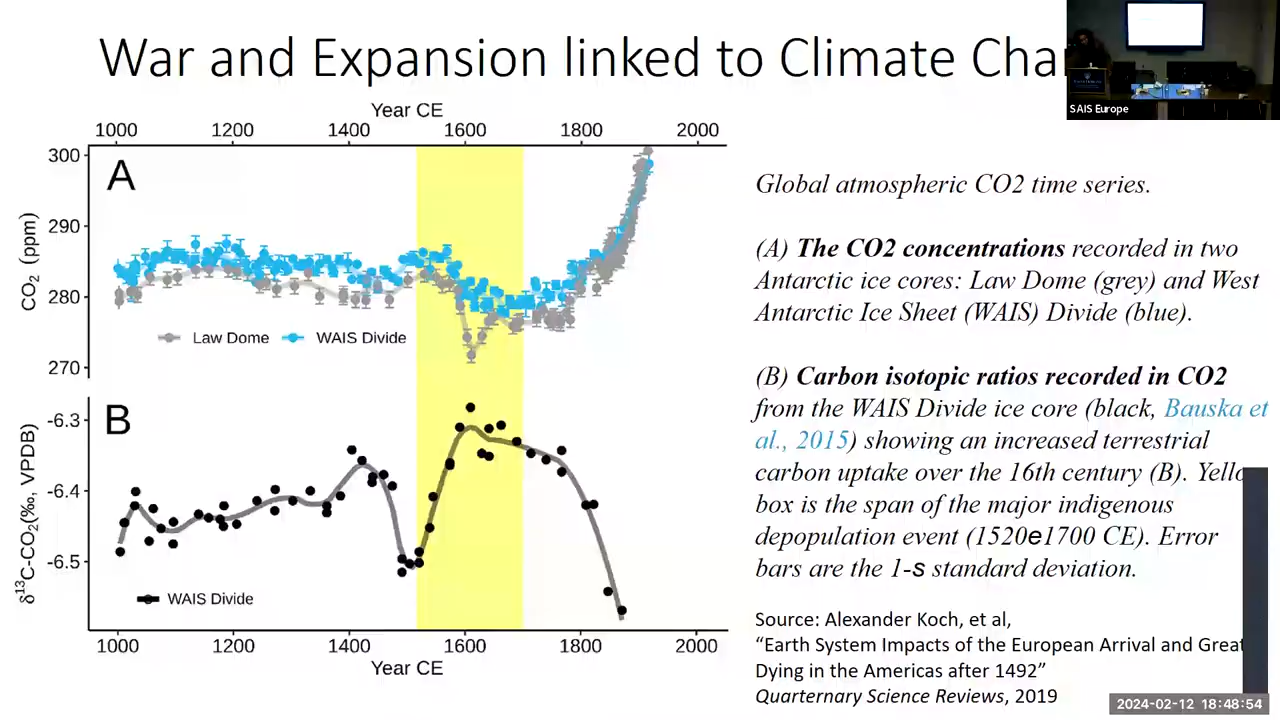 War and Expansion linked to Climate Cha
SAIS Europe
Year CE
1000 1200 1400 1600 1800 2000
A
300
290
280
270
CO2 (ppm)
Law Dome WAIS Divide
B
-6.3
-6.4
-6.5
δ13C-CO2(‰, VPDB)
WAIS Divide
1000 1200 1400 1600 1800 2000
Year CE
Global atmospheric CO2 time series.
(A) The CO2 concentrations recorded in two
Antarctic ice cores: Law Dome (grey) and West
Antarctic Ice Sheet (WAIS) Divide (blue).
(B) Carbon isotopic ratios recorded in CO2
from the WAIS Divide ice core (black, Bauska et
al., 2015) showing an increased terrestrial
carbon uptake over the 16th century (B). Yello
box is the span of the major indigenous
depopulation event (1520e1700 CE). Error
bars are the 1-s standard deviation.
Source: Alexander Koch, et al,
“Earth System Impacts of the European Arrival and Great
Dying in the Americas after 1492”
Quarternary Science Reviews, 2019
2024-02-12 18:48:54